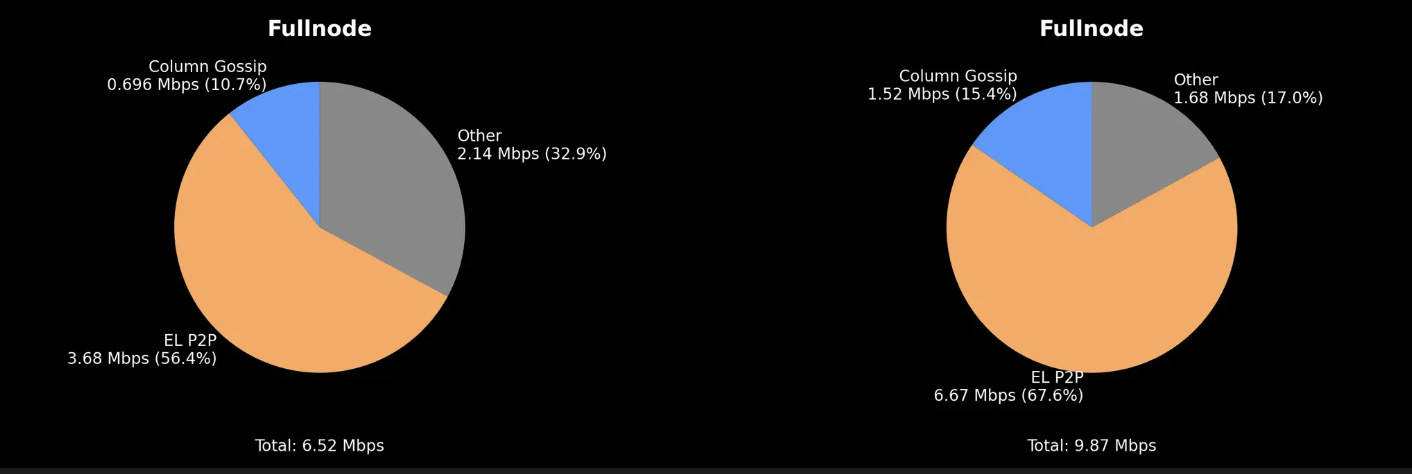 Fullnode
Column Gossip
0.696 Mbps (10.7%)
Other
2.14 Mbps (32.9%)
EL P2P
3.68 Mbps (56.4%)
Total: 6.52 Mbps
Fullnode
Column Gossip
1.52 Mbps (15.4%)
Other
1.68 Mbps (17.0%)
EL P2P
6.67 Mbps (67.6%)
Total: 9.87 Mbps